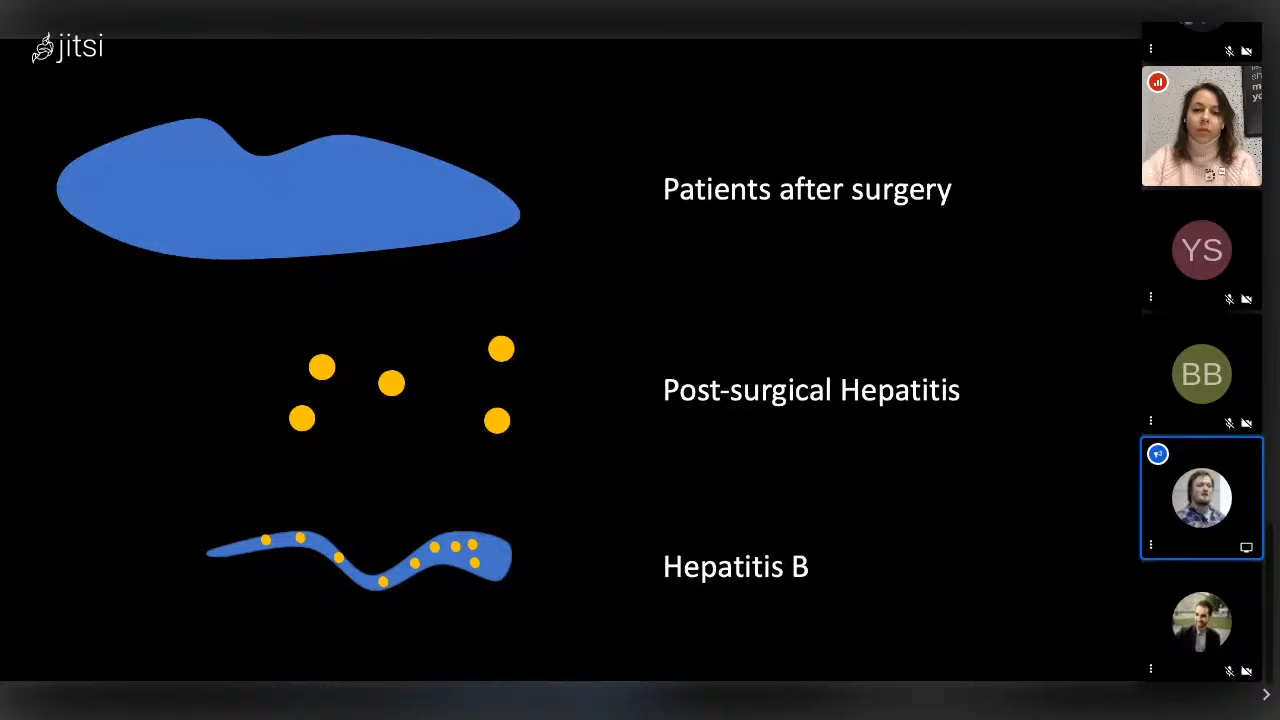 jitsi
Patients after surgery
Post-surgical Hepatitis
Hepatitis B
YS
BB